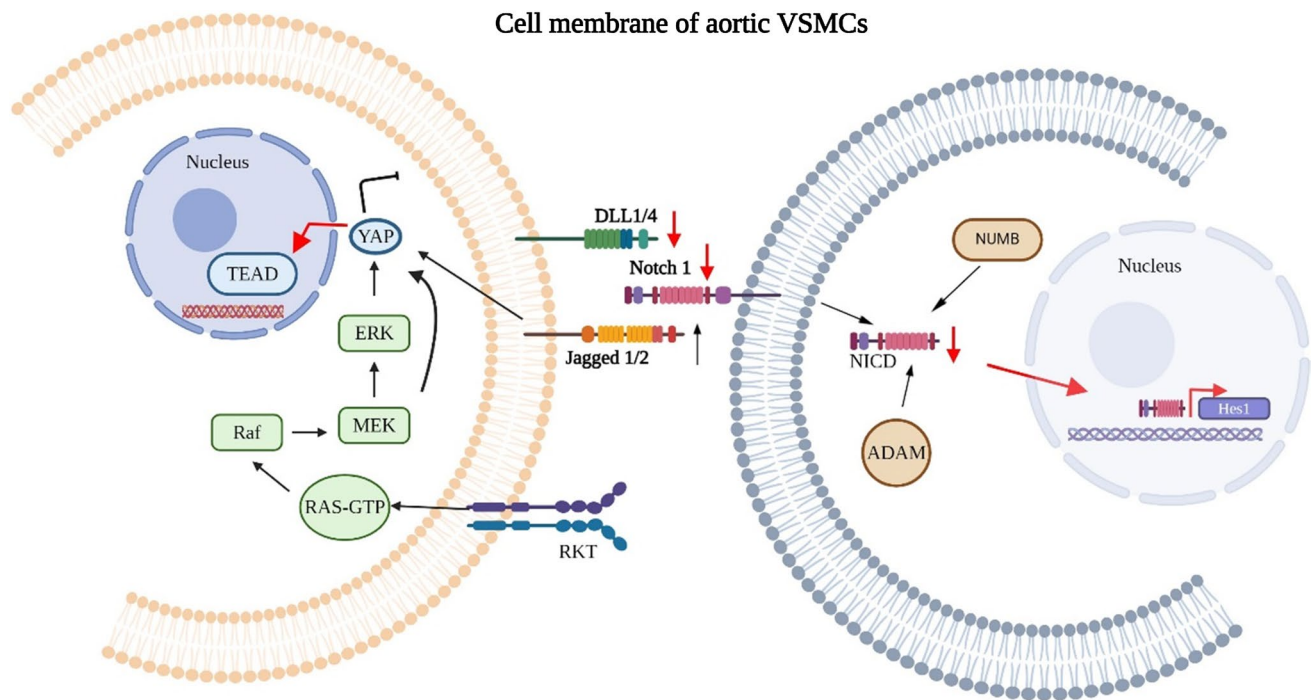 Cell membrane of aortic VSMCs
Nucleus
YAP
TEAD
ERK
MEK
Raf
RAS-GTP
RKT
DLL1/4
Notch 1
Jagged 1/2
NUMB
Nucleus
NICD
Hes1
ADAM